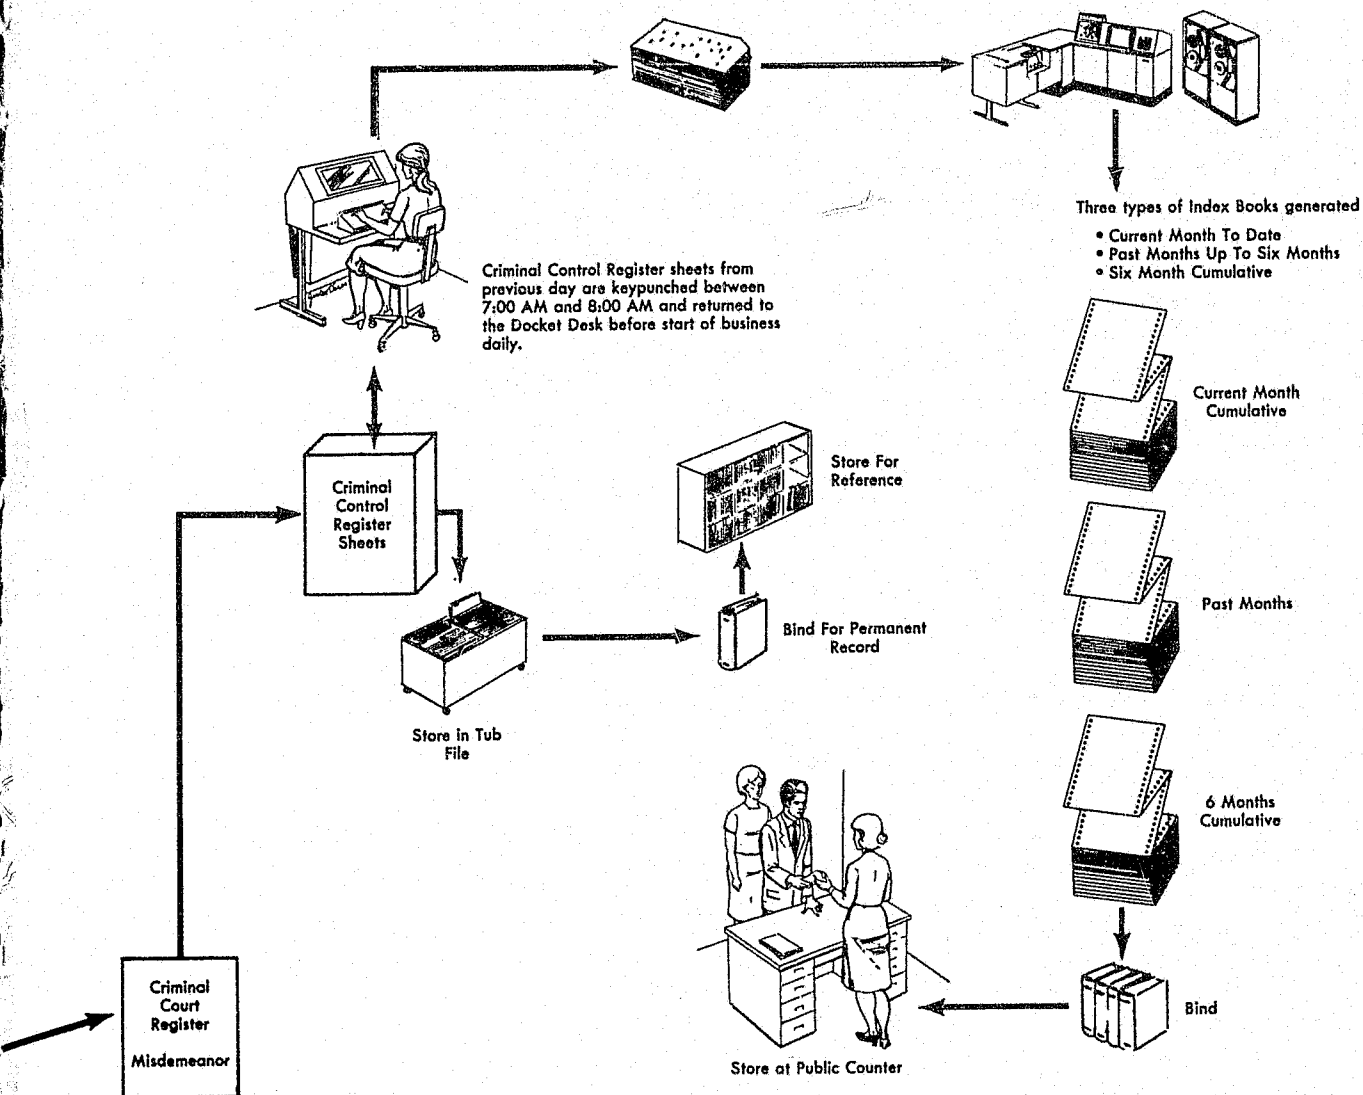 Three types of Index Books generated
• Current Month To Date
• Past Months Up To Six Months
• Six Month Cumulative
Criminal Control Register sheets from
previous day are keypunched between
7:00 AM and 8:00 AM and returned to
the Docket Desk before start of business
daily.
Current Month
Cumulative
Criminal
Control
Register
Sheets
Store For
Reference
Past Months
Bind For Permanent
Record
Store in Tub
File
6 Months
Cumulative
Criminal
Court
Register
Misdemeanor
Bind
Store at Public Counter